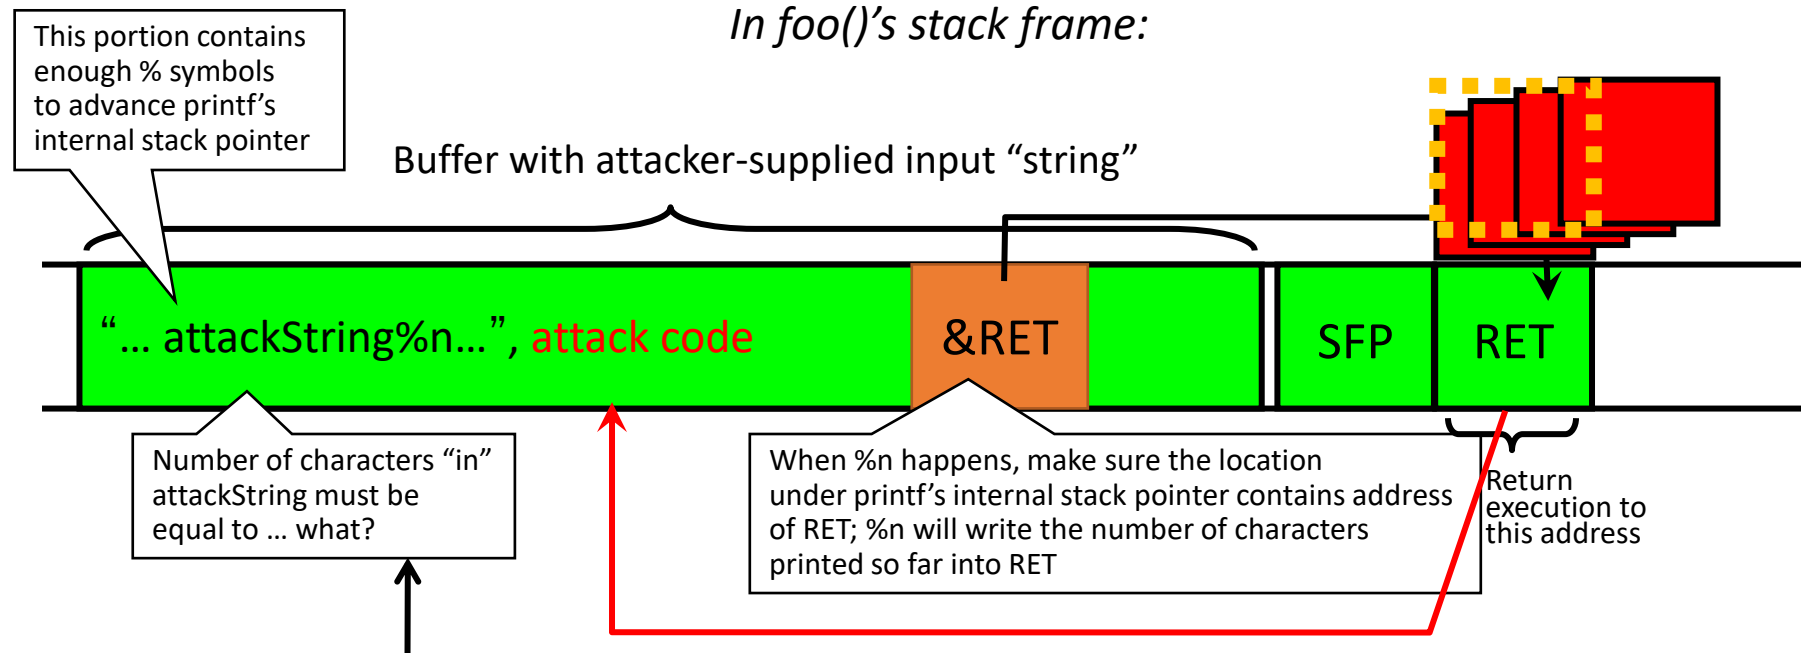 In foo()’s stack frame:
This portion contains
enough % symbols
to advance printf’s
internal stack pointer
Buffer with attacker-supplied input “string”
“… attackString%n…”, attack code
&RET
SFP
RET
Number of characters “in”
attackString must be
equal to … what?
When %n happens, make sure the location
under printf’s internal stack pointer contains address
of RET; %n will write the number of characters
printed so far into RET
Return
execution to
this address